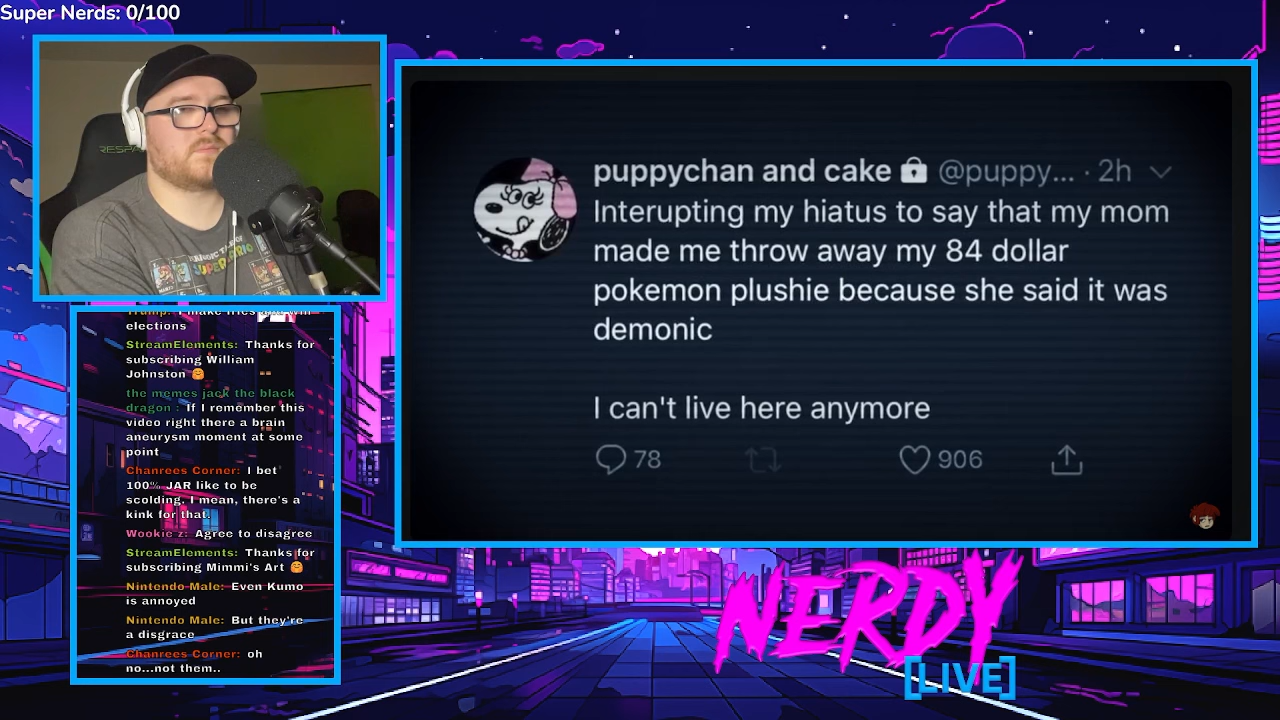 Super Nerds: 0/100
puppychan and cake @puppy... · 2h
Interupting my hiatus to say that my mom
made me throw away my 84 dollar
pokemon plushie because she said it was
demonic
I can't live here anymore
78 906
elections
StreamElements: Thanks for
subscribing William
Johnston
the memes jack the black
dragon : If I remember this
video right there a brain
aneurysm moment at some
point
Chanrees Corner: I bet
100% JAR like to be
scolding. I mean, there's a
kink for that.
Wookie z: Agree to disagree
StreamElements: Thanks for
subscribing Mimmi's Art
Nintendo Male: Even Kumo
is annoyed
Nintendo Male: But they're
a disgrace
Chanrees Corner: oh
no...not them..
NERDY
[LIVE]